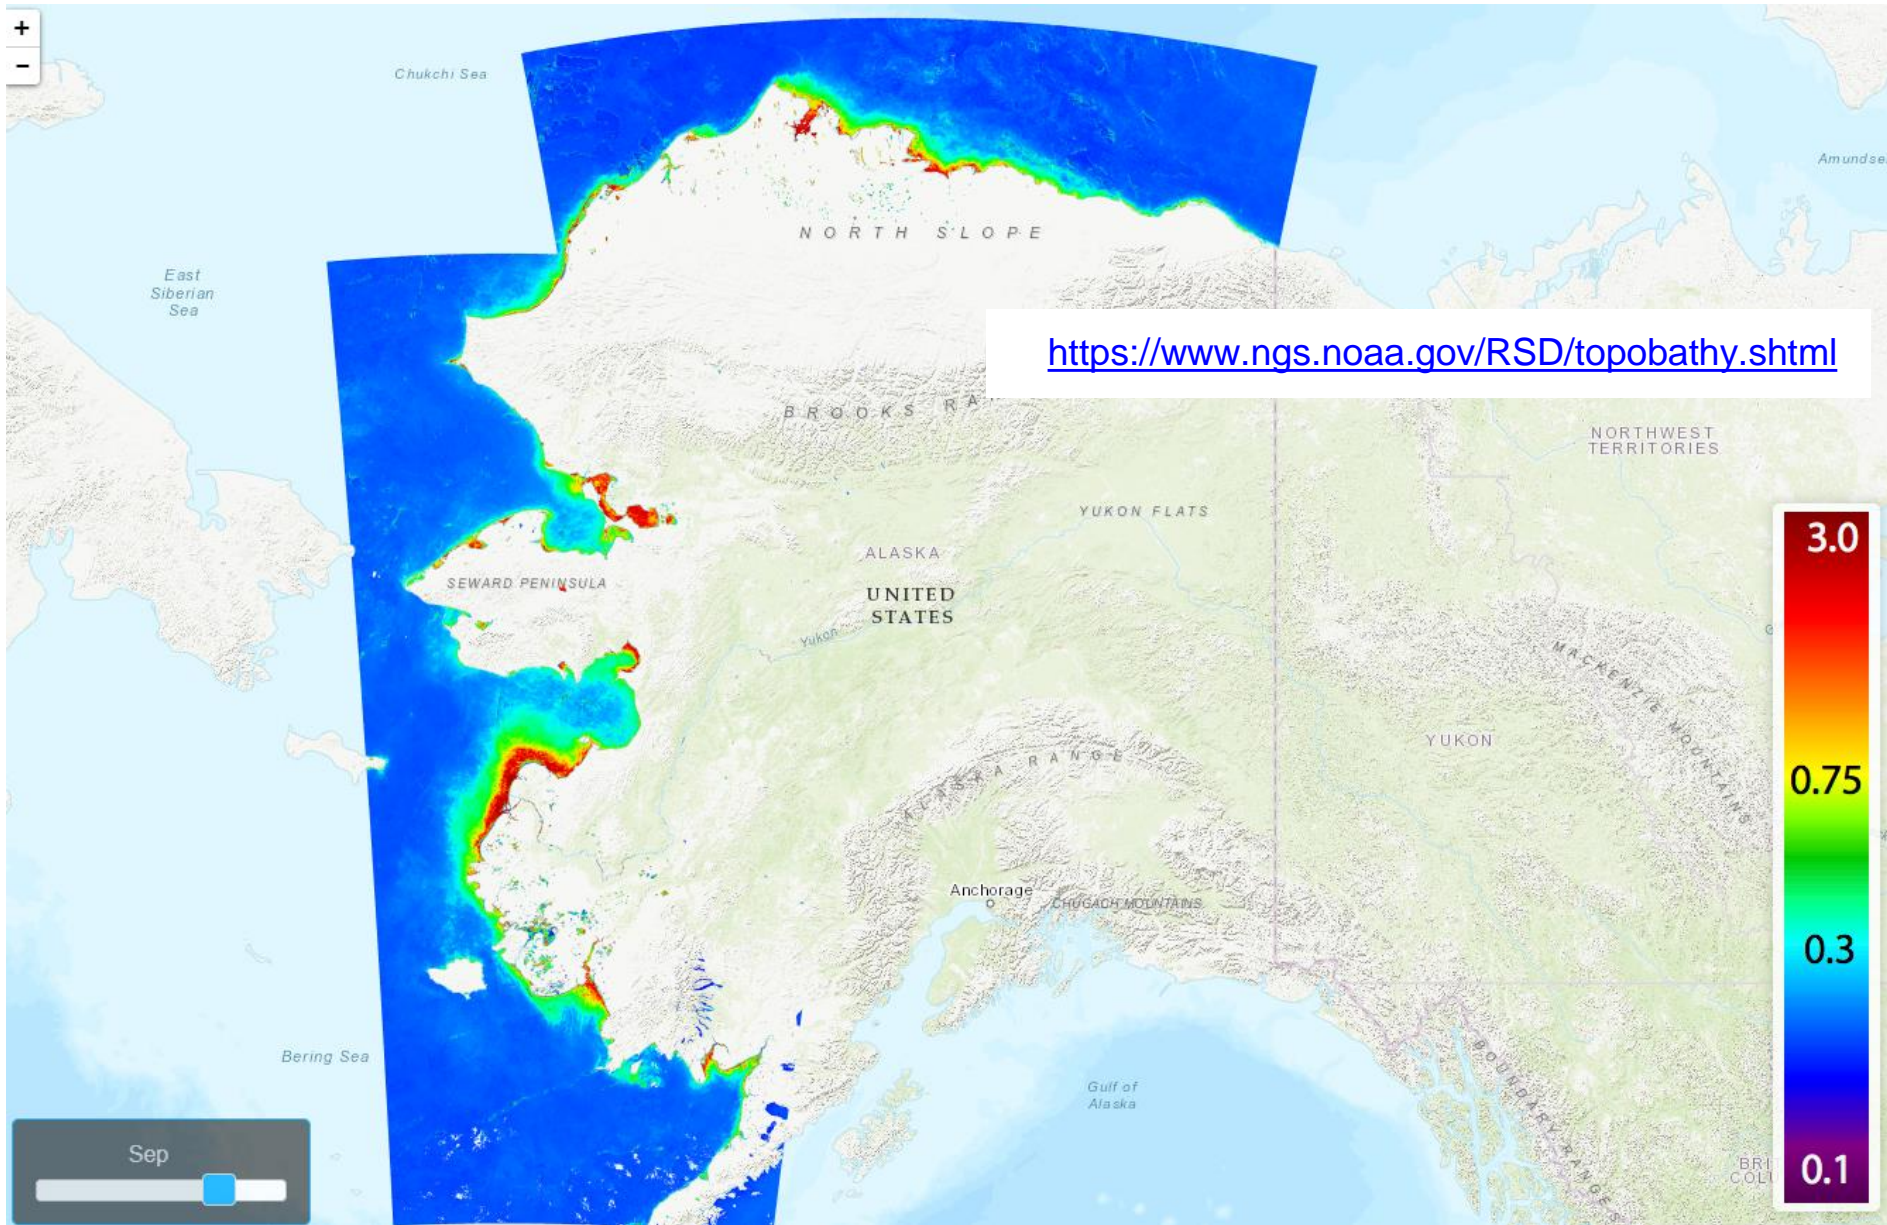 +
−
Chukchi Sea
Amundse
NORTH SLOPE
East
Siberian
Sea
https://www.ngs.noaa.gov/RSD/topobathy.shtml
BROOKS RA
NORTHWEST
TERRITORIES
YUKON FLATS
3.0
ALASKA
SEWARD PENINSULA
UNITED
STATES
Yukon
MACKENZIE MOUNTAINS
YUKON
ALASKA RANGE
0.75
Anchorage
CHUGACH MOUNTAINS
0.3
Bering Sea
Gulf of
Alaska
BOUNDARY RANGES
Sep
BRI
COLU
0.1